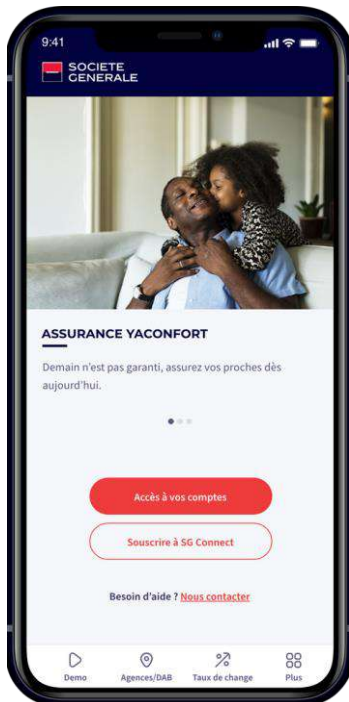 9:41
SOCIETE
GENERALE
ASSURANCE YACONFORT
Demain n'est pas garanti, assurez vos proches dès
aujourd'hui.
Accès à vos comptes
Souscrire à SG Connect
Besoin d'aide ? Nous contacter
Demo Agences/DAB Taux de change Plus